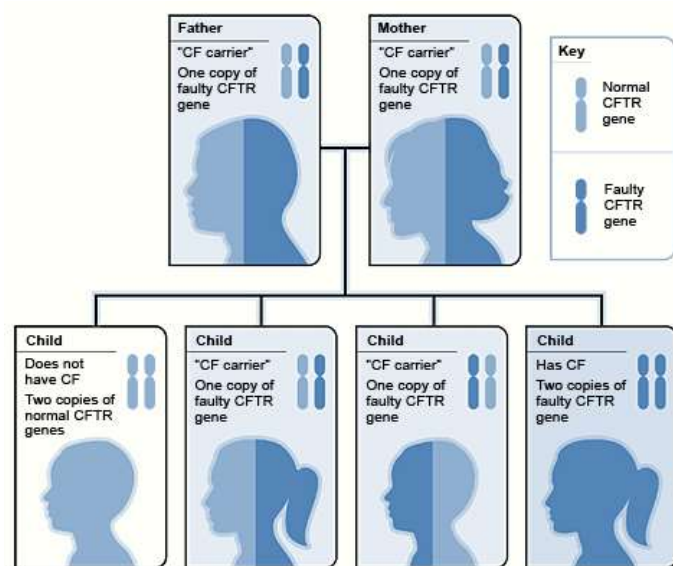 Father
"CF carrier"
One copy of
faulty CFTR
gene
Mother
"CF carrier"
One copy of
faulty CFTR
gene
Key
Normal
CFTR
gene
Faulty
CFTR
gene
Child
Does not
have CF
Two copies of
normal CFTR
genes
Child
"CF carrier"
One copy of
faulty CFTR
gene
Child
"CF carrier"
One copy of
faulty CFTR
gene
Child
Has CF
Two copies of
faulty CFTR
gene